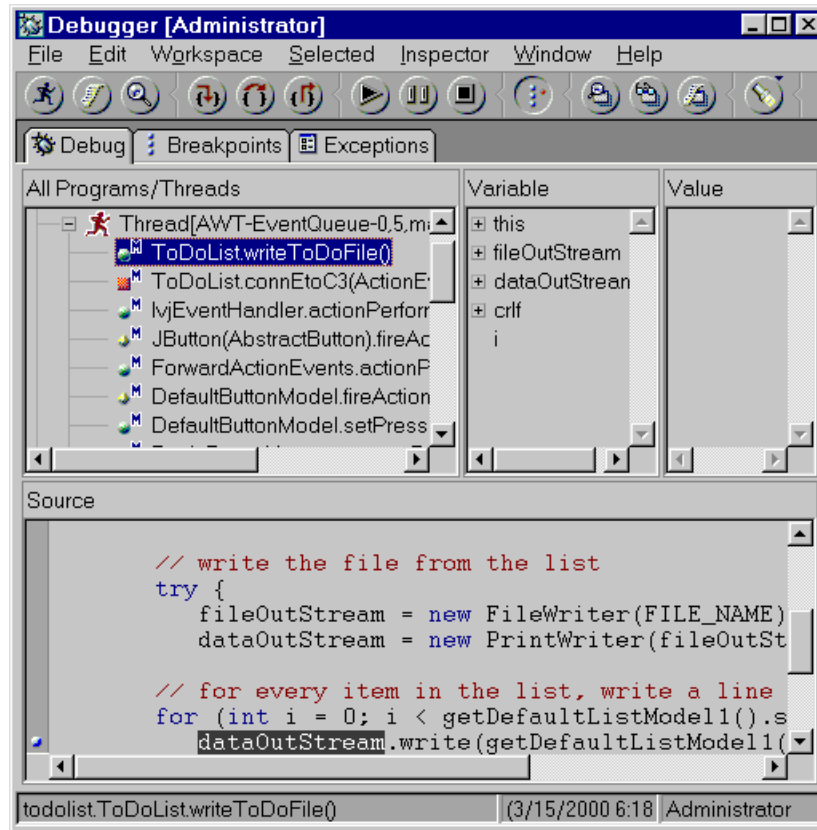 Debugger [Administrator]
File Edit Workspace Selected Inspector Window Help
Debug Breakpoints Exceptions
All Programs/Threads
Thread[AWT-EventQueue-0,5,m
ToDoList.writeToDoFile()
ToDoList.connEtoC3(ActionE
IvjEventHandler.actionPerforr
JButton(AbstractButton).fireAc
ForwardActionEvents.actionP
DefaultButtonModel.fireAction
DefaultButtonModel.setPress
Variable
this
fileOutStream
dataOutStrean
crlf
i
Value
Source
// write the file from the list
try {
fileOutStream = new FileWriter(FILE_NAME)
dataOutStream = new PrintWriter(fileOutSt
// for every item in the list, write a line
for (int i = 0; i < getDefaultListModel1().s
dataOutStream.write(getDefaultListModel1(
todolist.ToDoList.writeToDoFile() (3/15/2000 6:18 Administrator